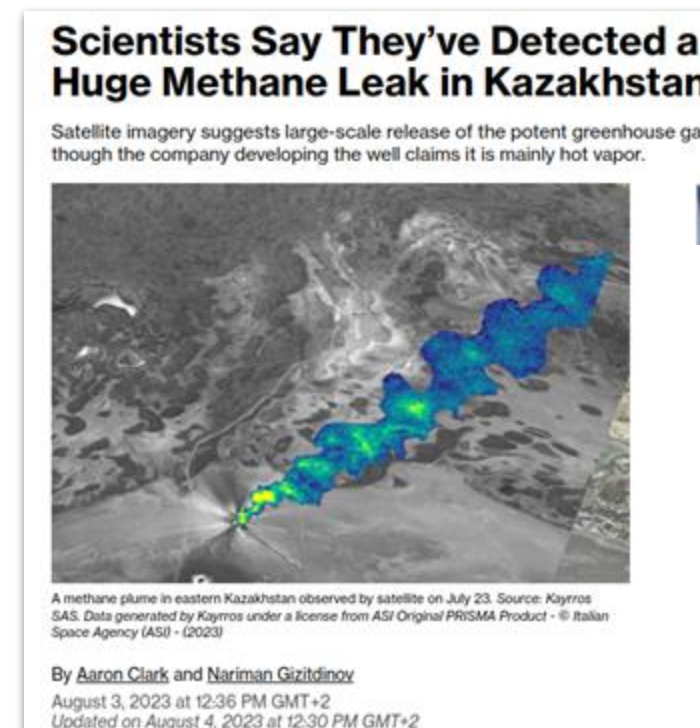 Scientists Say They've Detected a
Huge Methane Leak in Kazakhstan
Satellite imagery suggests large-scale release of the potent greenhouse ga
though the company developing the well claims it is mainly hot vapor.
A methane plume in eastern Kazakhstan observed by satellite on July 23. Source: Kayrros
SAS. Data generated by Kayrros under a license from ASI Original PRISMA Product - © Italian
Space Agency (ASI) - (2023)
By Aaron Clark and Nariman Gizitdinov
August 3, 2023 at 12:36 PM GMT+2
Updated on August 4, 2023 at 12:30 PM GMT+2